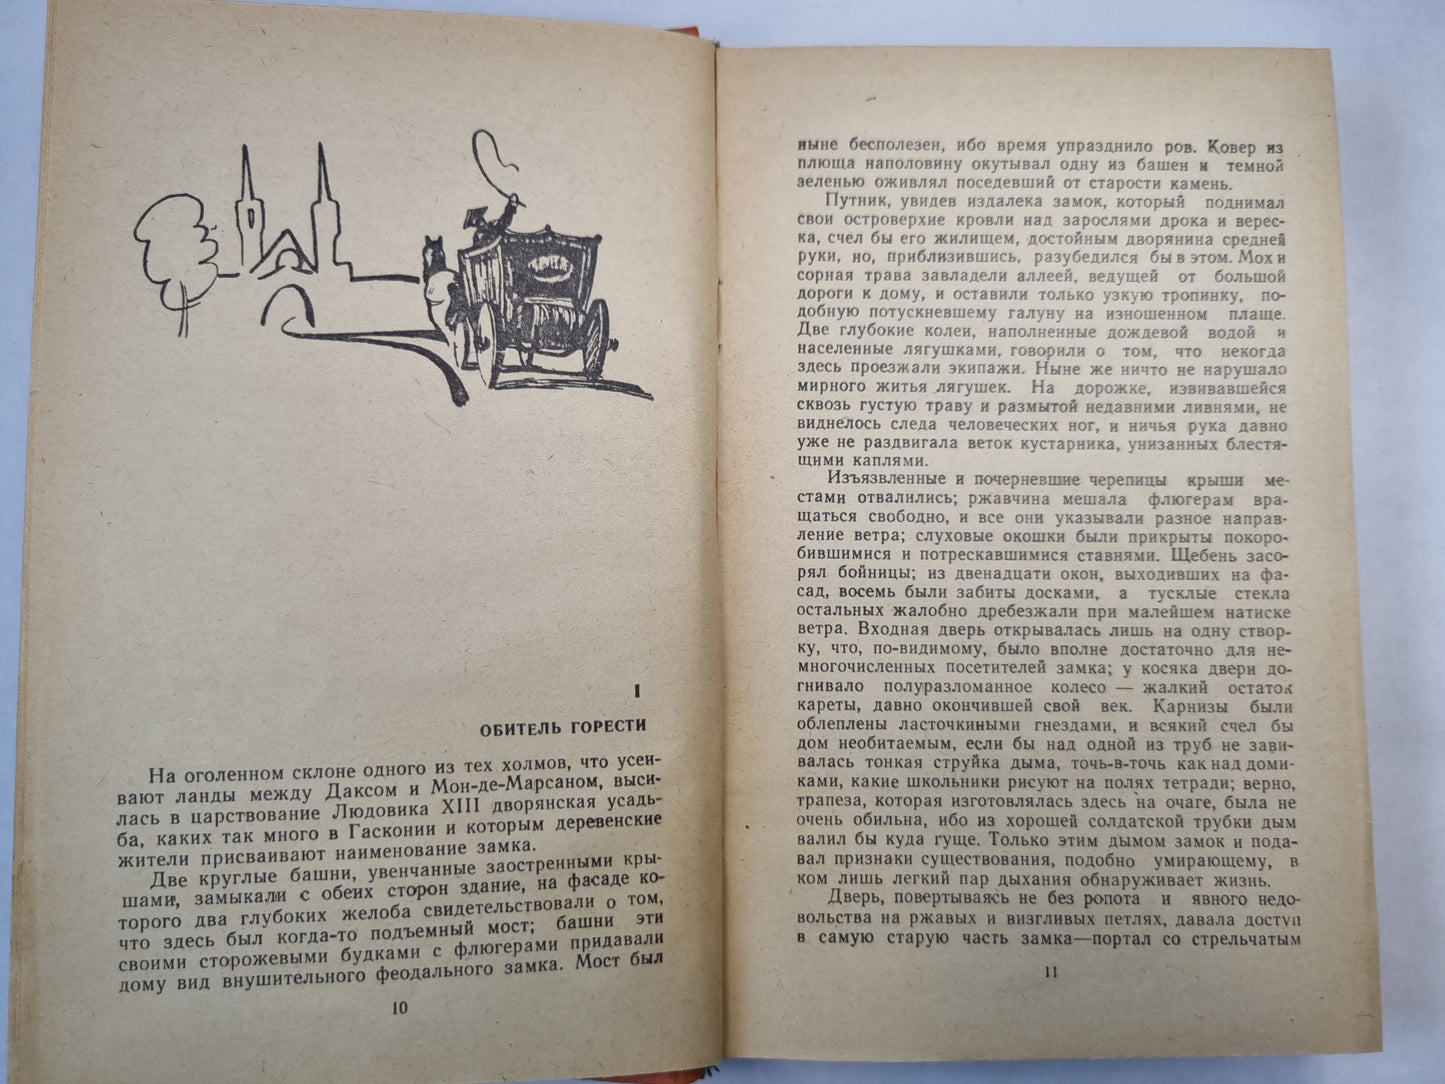 I
ОБИТЕЛЬ ГОРЕСТИ
На оголенном склоне одного из тех холмов, что усеи-
вают ланды между Даксом и Мон-де-Марсаном, выси-
лась в царствование Людовика XIII дворянская усадь-
ба, каких так много в Гасконии и которым деревенские
жители присваивают наименование замка.
Две круглые башни, увенчанные заостренными кры-
шами, замыкали с обеих сторон здание, на фасаде ко-
торого два глубоких желоба свидетельствовали о том,
что здесь был когда-то подъемный мост; башни эти
своими сторожевыми будками с флюгерами придавали
дому вид внушительного феодального замка. Мост был
10
ныне бесполезен, ибо время упразднило ров. Ковер из
плюща наполовину окутывал одну из башен и темной
зеленью оживлял поседевший от старости камень.
Путник, увидев издалека замок, который поднимал
свои островерхие кровли над зарослями дрока и верес-
ка, счел бы его жилищем, достойным дворянина средней
руки, но, приблизившись, разубедился бы в этом. Мох и
сорная трава завладели аллеей, ведущей от большой
дороги к дому, и оставили только узкую тропинку, по-
добную потускневшему галуну на изношенном плаще.
Две глубокие колеи, наполненные дождевой водой и
населенные лягушками, говорили о том, что некогда
здесь проезжали экипажи. Ныне же ничто не нарушало
мирного житья лягушек. На дорожке, извивавшейся
сквозь густую траву и размытой недавними ливнями, не
виднелось следа человеческих ног, и ничья рука давно
уже не раздвигала веток кустарника, унизанных блестя-
щими каплями.
Изъязвленные и почерневшие черепицы крыши ме-
стами отвалились; ржавчина мешала флюгерам вра-
щаться свободно, и все они указывали разное направ-
ление ветра; слуховые окошки были прикрыты покоро-
бившимися и потрескавшимися ставнями. Щебень засо-
рял бойницы; из двенадцати окон, выходивших на фа-
сад, восемь были забиты досками, а тусклые стекла
остальных жалобно дребезжали при малейшем натиске
ветра. Входная дверь открывалась лишь на одну створ-
ку, что, по-видимому, было вполне достаточно для не-
многочисленных посетителей замка; у косяка двери до-
гнивало полуразломанное колесо — жалкий остаток
кареты, давно окончившей свой век. Карнизы были
облеплены ласточкиными гнездами, и всякий счел бы
дом необитаемым, если бы над одной из труб не зави-
валась тонкая струйка дыма, точь-в-точь как над доми-
ками, какие школьники рисуют на полях тетради; верно,
трапеза, которая изготовлялась здесь на очаге, была не
очень обильна, ибо из хорошей солдатской трубки дым
валил бы куда гуще. Только этим дымом замок и пода-
вал признаки существования, подобно умирающему, в
ком лишь легкий пар дыхания обнаруживает жизнь.
Дверь, повертываясь не без ропота и явного недо-
вольства на ржавых и визгливых петлях, давала доступ
в самую старую часть замка—портал со стрельчатым
11